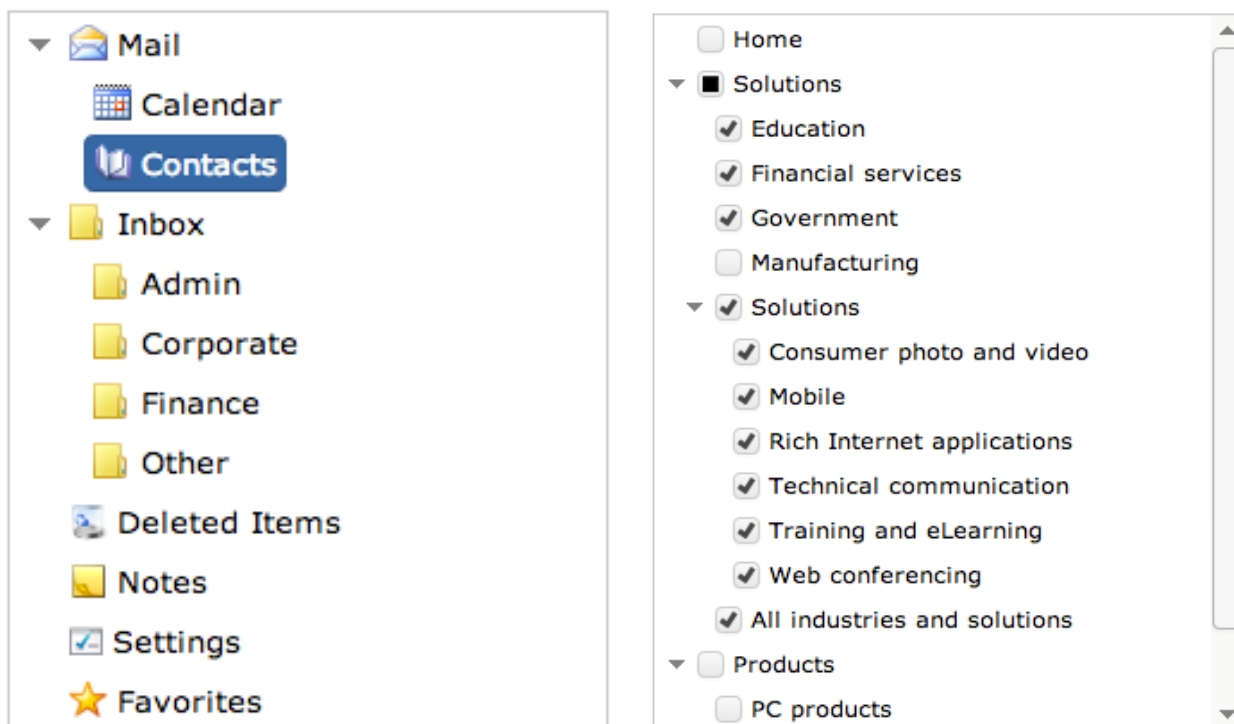 Mail
Calendar
Contacts
Inbox
Admin
Corporate
Finance
Other
Deleted Items
Notes
Settings
Favorites
Home
Solutions
Education
Financial services
Government
Manufacturing
Solutions
Consumer photo and video
Mobile
Rich Internet applications
Technical communication
Training and eLearning
Web conferencing
All industries and solutions
Products
PC products